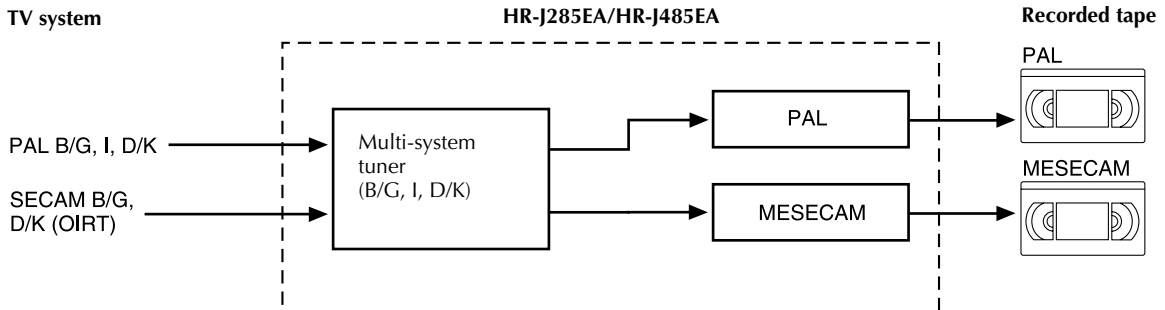 TV system
HR-J285EA/HR-J485EA
Recorded tape
PAL
PAL B/G, I, D/K
Multi-system
tuner
(B/G, I, D/K)
PAL
MESECAM
SECAM B/G,
D/K (OIRT)
MESECAM